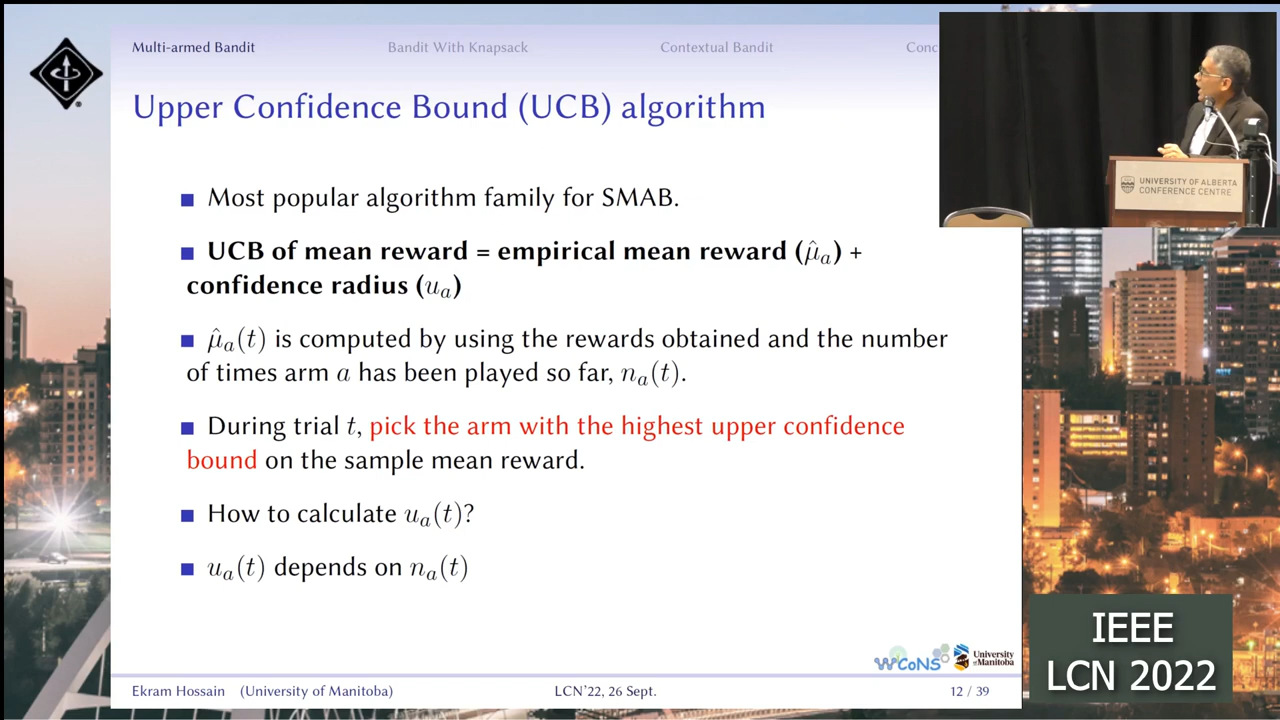 Multi-armed Bandit
Bandit With Knapsack
Contextual Bandit
Conc
Upper Confidence Bound (UCB) algorithm
Most popular algorithm family for SMAB.
UCB of mean reward = empirical mean reward (μ̂ₐ) +
confidence radius (uₐ)
μ̂ₐ(t) is computed by using the rewards obtained and the number
of times arm a has been played so far, nₐ(t).
During trial t, pick the arm with the highest upper confidence
bound on the sample mean reward.
How to calculate uₐ(t)?
uₐ(t) depends on nₐ(t)
UNIVERSITY OF ALBERTA
CONFERENCE CENTRE
WCoNS
University
of Manitoba
Ekram Hossain (University of Manitoba)
LCN'22, 26 Sept.
12 / 39
IEEE
LCN 2022